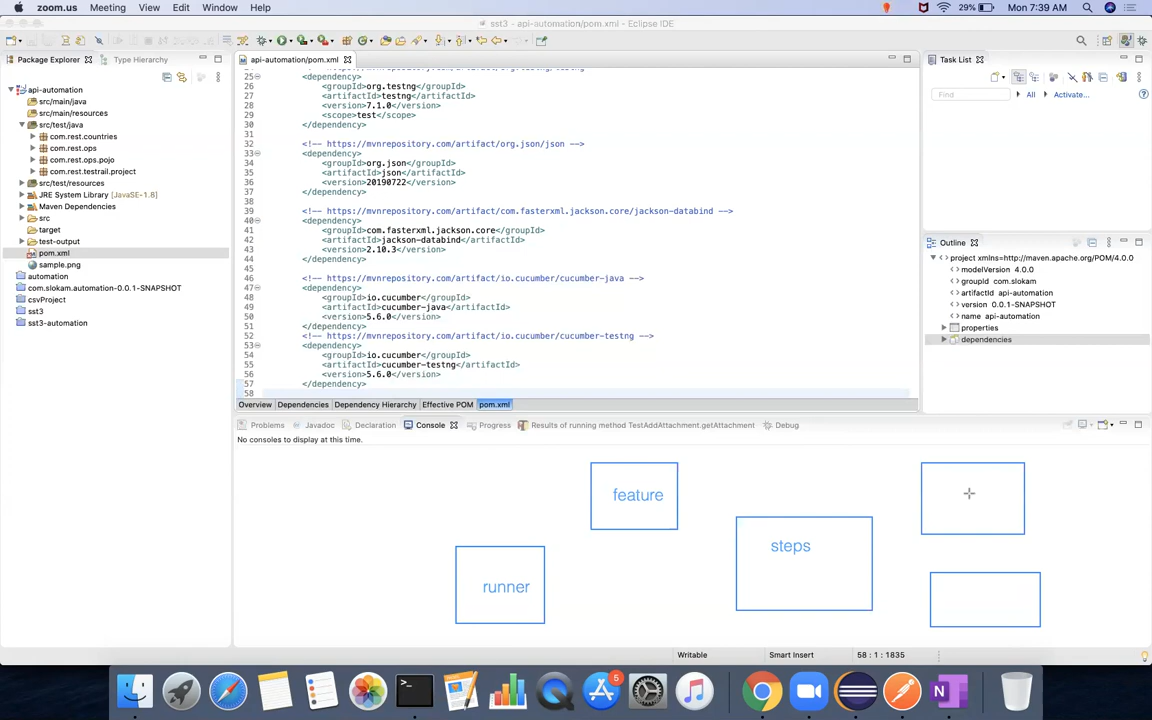 zoom.us Meeting View Edit Window Help 29% Mon 7:39 AM
sst3 - api-automation/pom.xml - Eclipse IDE
Package Explorer Type Hierarchy
api-automation
src/main/java
src/main/resources
src/test/java
com.rest.countries
com.rest.ops
com.rest.ops.pojo
com.rest.testrail.project
src/test/resources
JRE System Library [JavaSE-1.8]
Maven Dependencies
src
target
test-output
pom.xml
sample.png
automation
com.slokam.automation-0.0.1-SNAPSHOT
csvProject
sst3
sst3-automation
api-automation/pom.xml
25 <dependency>
26 <groupId>org.testng</groupId>
27 <artifactId>testng</artifactId>
28 <version>7.1.0</version>
29 <scope>test</scope>
30 </dependency>
31
32 <!-- https://mvnrepository.com/artifact/org.json/json -->
33 <dependency>
34 <groupId>org.json</groupId>
35 <artifactId>json</artifactId>
36 <version>20190722</version>
37 </dependency>
38
39 <!-- https://mvnrepository.com/artifact/com.fasterxml.jackson.core/jackson-databind -->
40 <dependency>
41 <groupId>com.fasterxml.jackson.core</groupId>
42 <artifactId>jackson-databind</artifactId>
43 <version>2.10.3</version>
44 </dependency>
45
46 <!-- https://mvnrepository.com/artifact/io.cucumber/cucumber-java -->
47 <dependency>
48 <groupId>io.cucumber</groupId>
49 <artifactId>cucumber-java</artifactId>
50 <version>5.6.0</version>
51 </dependency>
52 <!-- https://mvnrepository.com/artifact/io.cucumber/cucumber-testng -->
53 <dependency>
54 <groupId>io.cucumber</groupId>
55 <artifactId>cucumber-testng</artifactId>
56 <version>5.6.0</version>
57 </dependency>
58
Overview Dependencies Dependency Hierarchy Effective POM pom.xml
Task List
Find All Activate...
Outline
project xmlns=http://maven.apache.org/POM/4.0.0
modelVersion 4.0.0
groupId com.slokam
artifactId api-automation
version 0.0.1-SNAPSHOT
name api-automation
properties
dependencies
Problems Javadoc Declaration Console Progress Results of running method TestAddAttachment.getAttachment Debug
No consoles to display at this time.
feature
steps
runner
Writable Smart Insert 58 : 1 : 1835
5